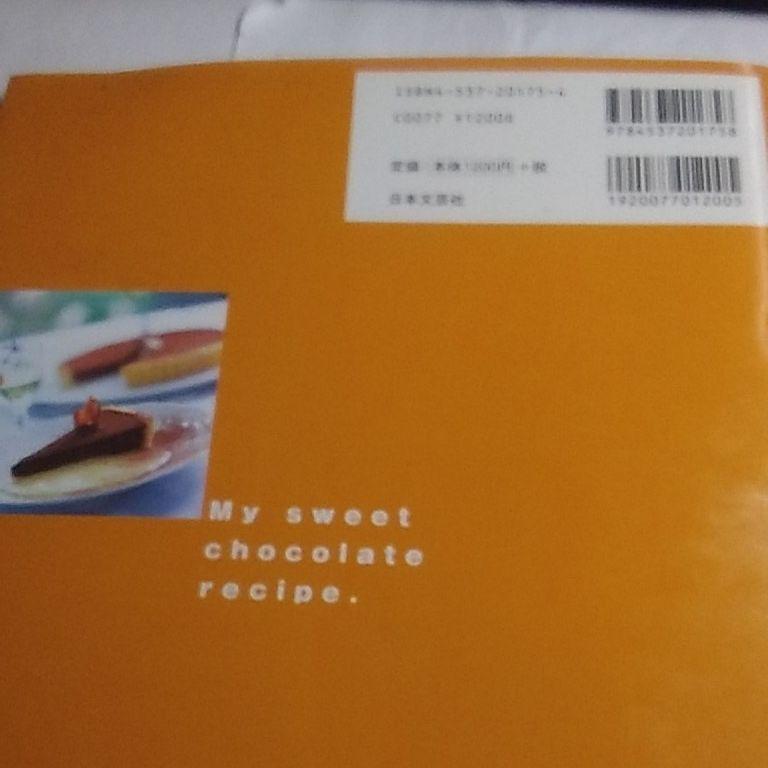 ISBN4-537-20175-4
C0077 ¥1200E
定価：本体1200円+税
日本文芸社
9784537201758
1920077012005
My sweet
chocolate
recipe.